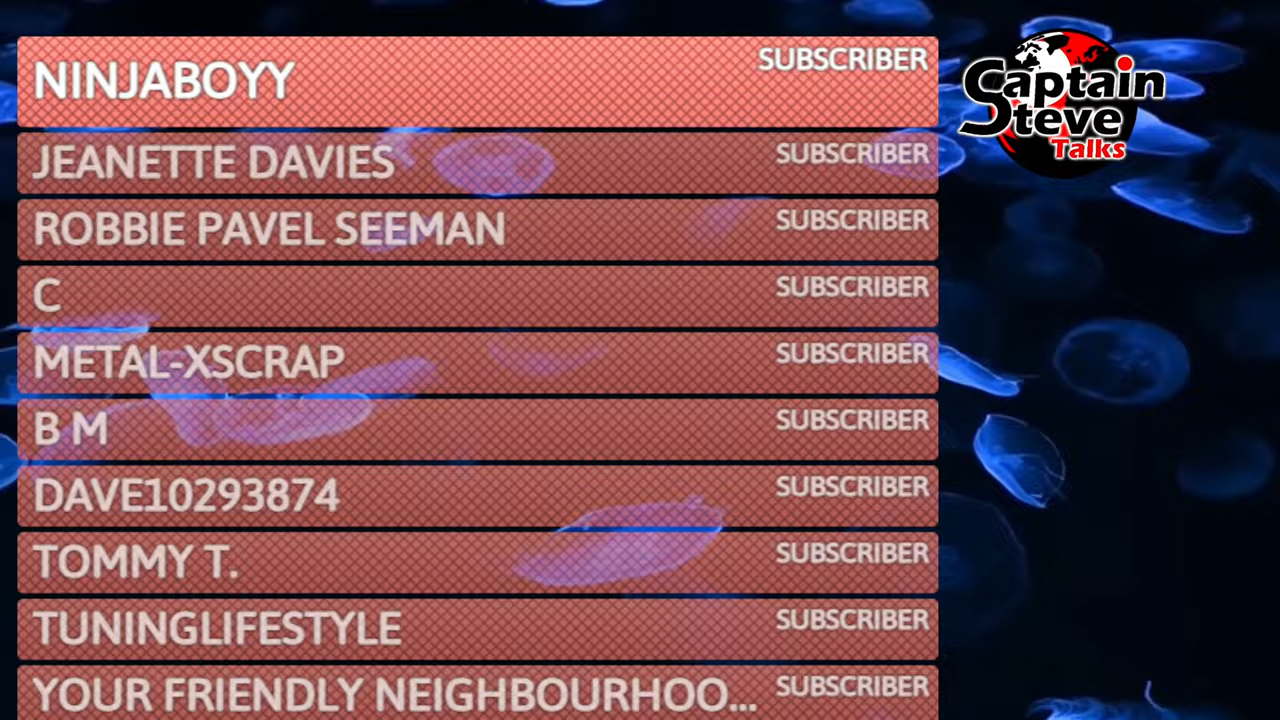 NINJABOYY SUBSCRIBER
JEANETTE DAVIES SUBSCRIBER
ROBBIE PAVEL SEEMAN SUBSCRIBER
C SUBSCRIBER
METAL-XSCRAP SUBSCRIBER
B M SUBSCRIBER
DAVE10293874 SUBSCRIBER
TOMMY T. SUBSCRIBER
TUNINGLIFESTYLE SUBSCRIBER
YOUR FRIENDLY NEIGHBOURHOO... SUBSCRIBER
Captain
Steve
Talks